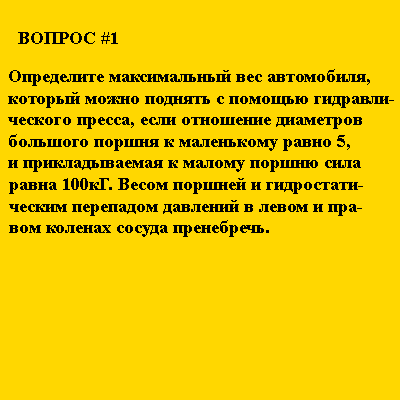 ВОПРОС #1
Определите максимальный вес автомобиля,
который можно поднять с помощью гидравли-
ческого пресса, если отношение диаметров
большого поршня к маленькому равно 5,
и прикладываемая к малому поршню сила
равна 100кГ. Весом поршней и гидростати-
ческим перепадом давлений в левом и пра-
вом коленах сосуда пренебречь.